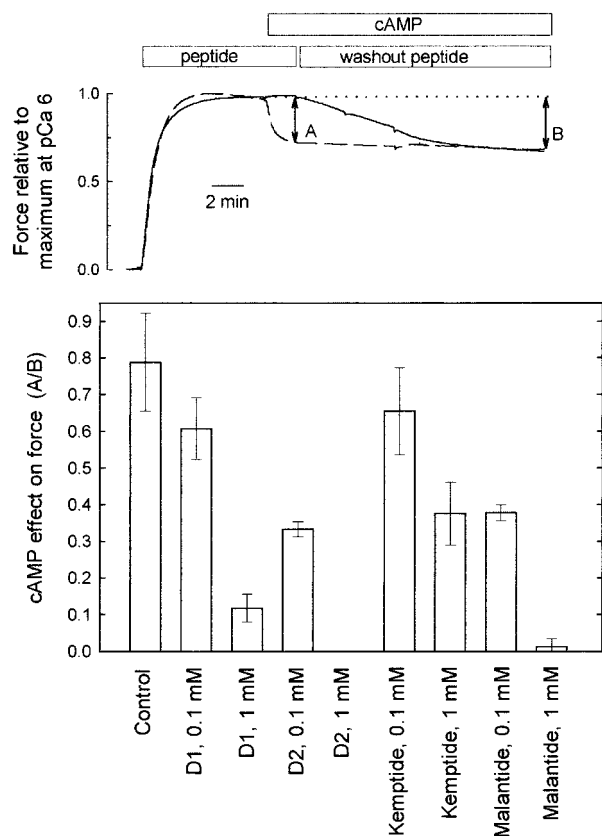 cAMP
peptide
washout peptide
Force relative to
maximum at pCa 6
1.0
0.5
0.0
A
B
2 min
cAMP effect on force (A/B)
0.9
0.8
0.7
0.6
0.5
0.4
0.3
0.2
0.1
0.0
Control
D1, 0.1 mM
D1, 1 mM
D2, 0.1 mM
D2, 1 mM
Kemptide, 0.1 mM
Kemptide, 1 mM
Malantide, 0.1 mM
Malantide, 1 mM